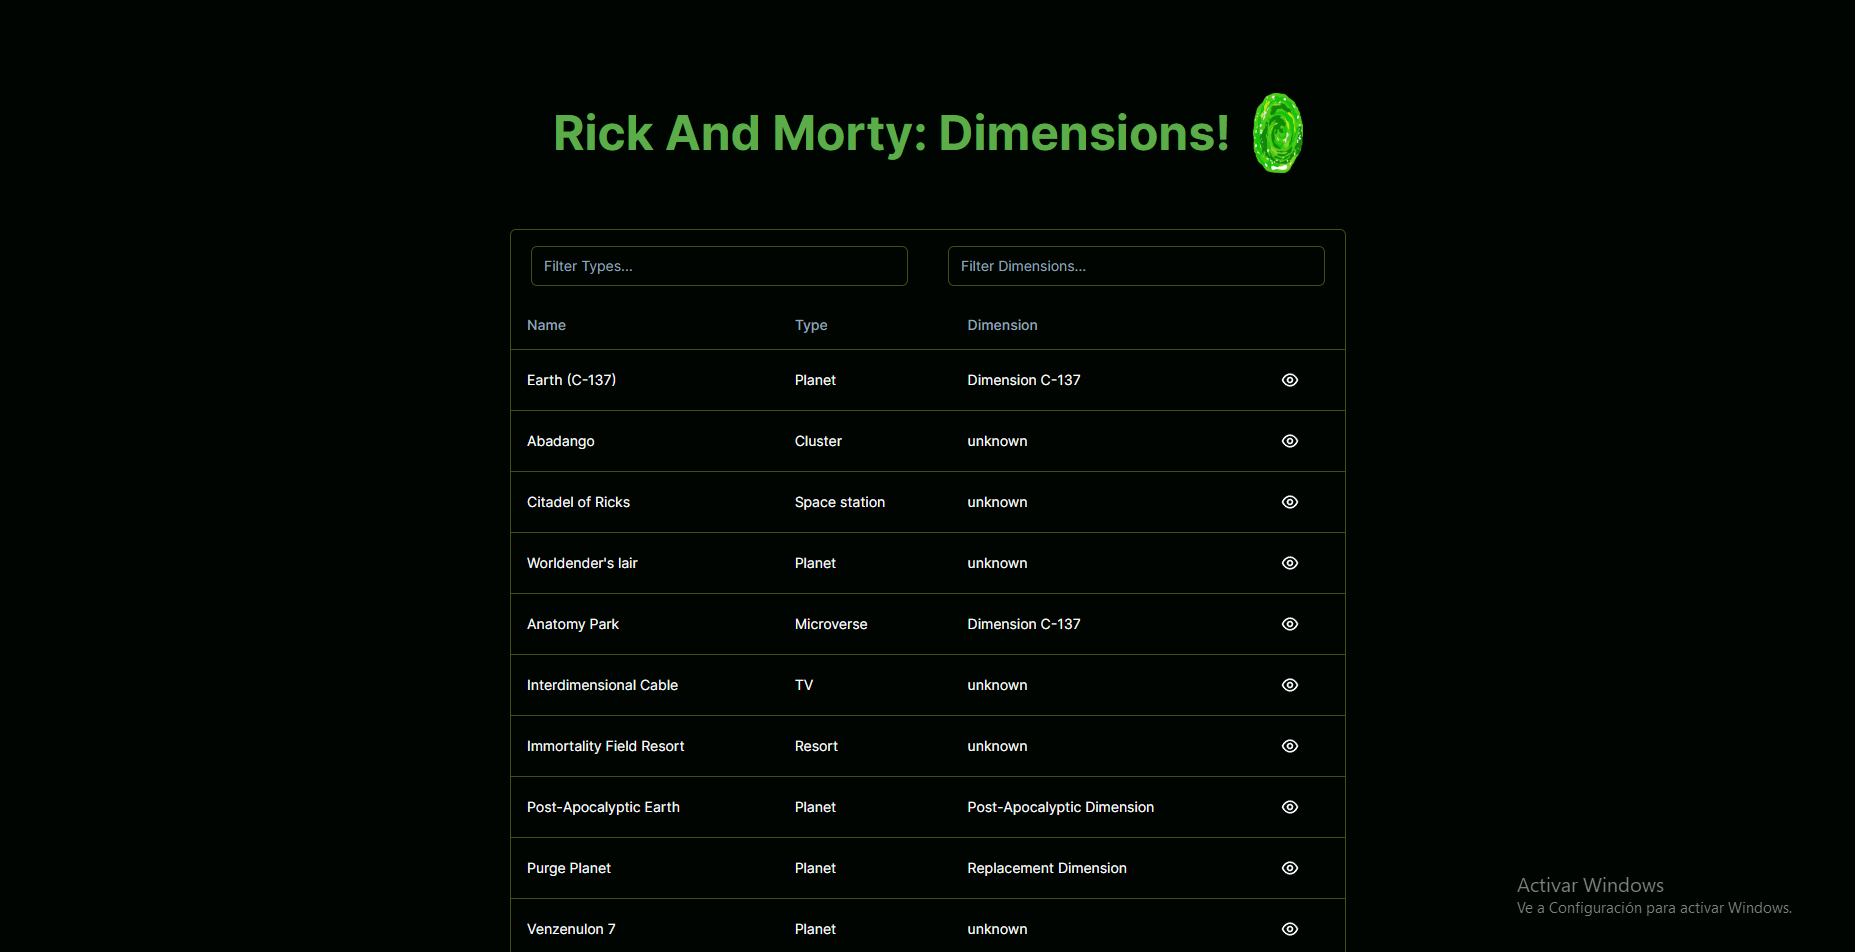 Rick And Morty: Dimensions!
Filter Types... Filter Dimensions...
Name Type Dimension
Earth (C-137) Planet Dimension C-137
Abadango Cluster unknown
Citadel of Ricks Space station unknown
Worldender's lair Planet unknown
Anatomy Park Microverse Dimension C-137
Interdimensional Cable TV unknown
Immortality Field Resort Resort unknown
Post-Apocalyptic Earth Planet Post-Apocalyptic Dimension
Purge Planet Planet Replacement Dimension
Venzenulon 7 Planet unknown
Activar Windows
Ve a Configuración para activar Windows.